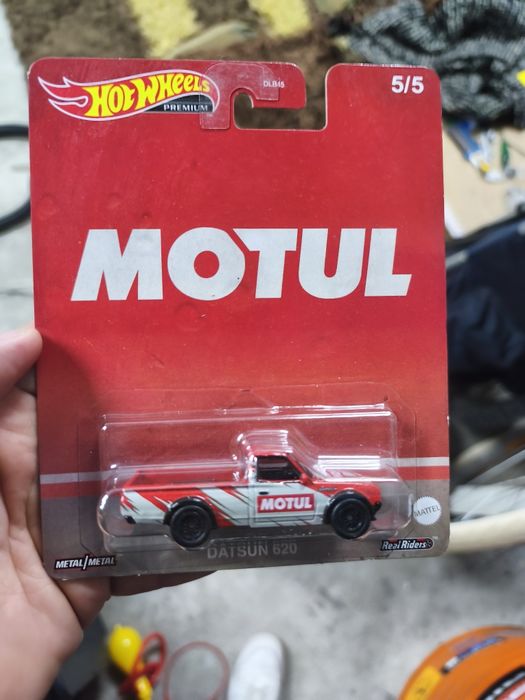 HOT WHEELS
PREMIUM
DLB45
5/5
MOTUL
MOTUL
DATSUN 620
MATTEL
METAL/METAL
Real Riders